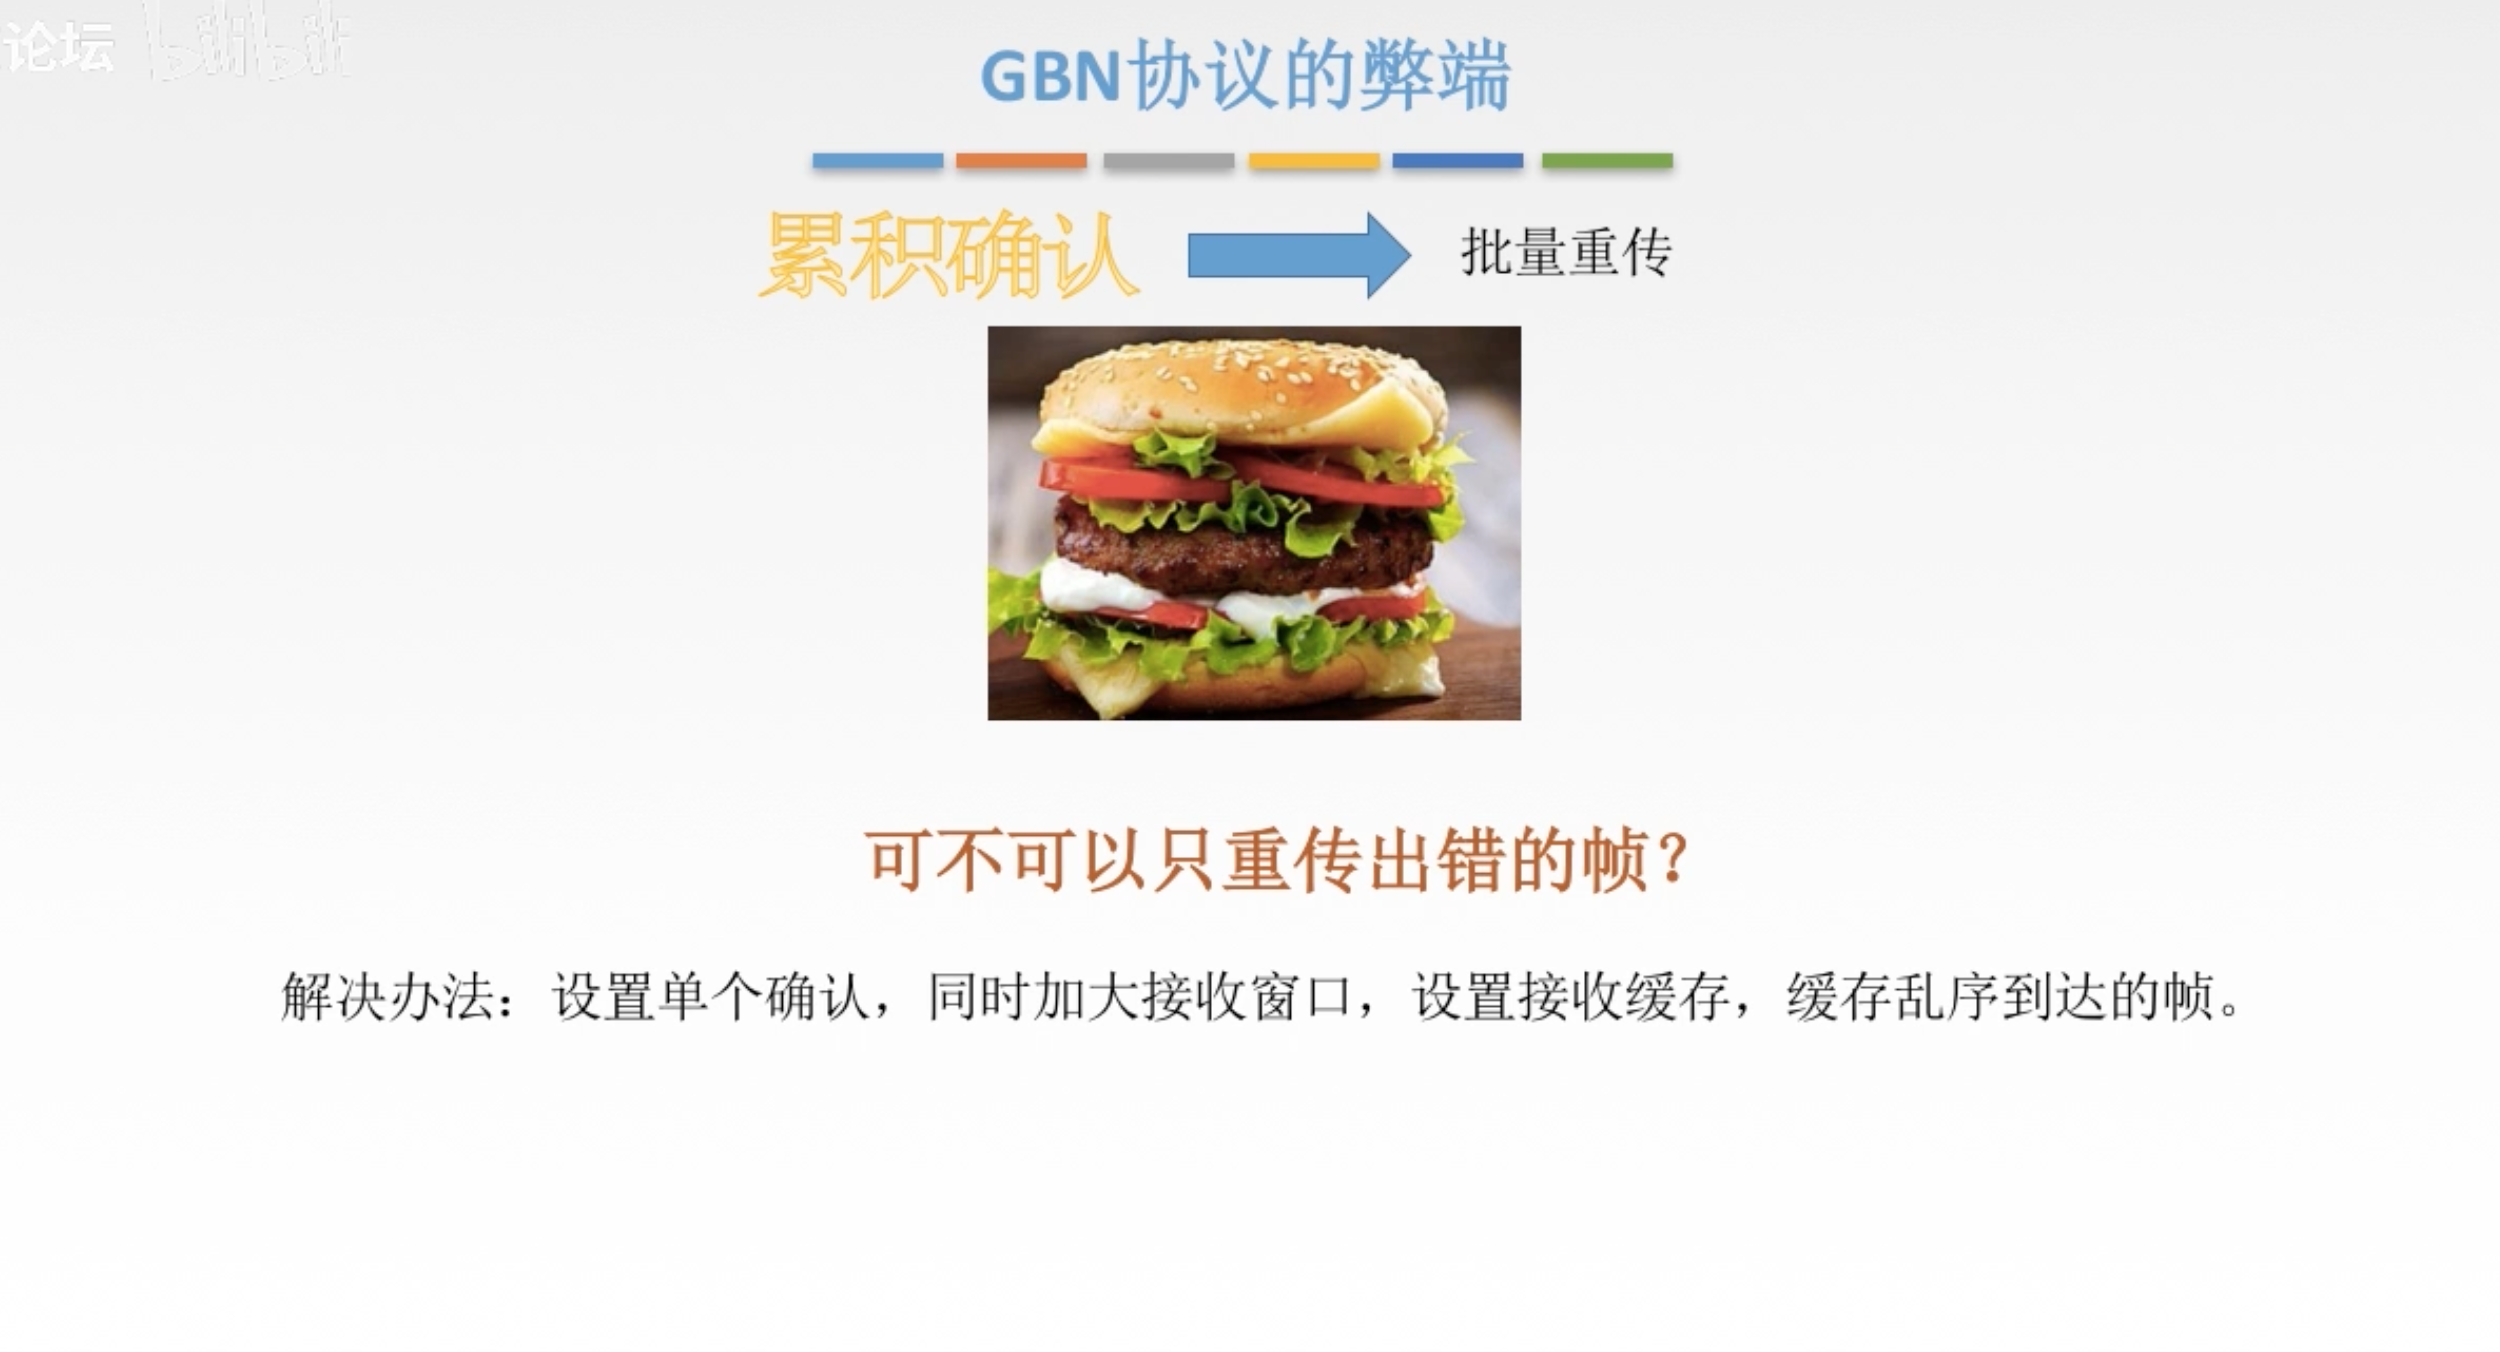 论坛 bilibili
GBN协议的弊端
累积确认 批量重传
可不可以只重传出错的帧？
解决办法：设置单个确认，同时加大接收窗口，设置接收缓存，缓存乱序到达的帧。